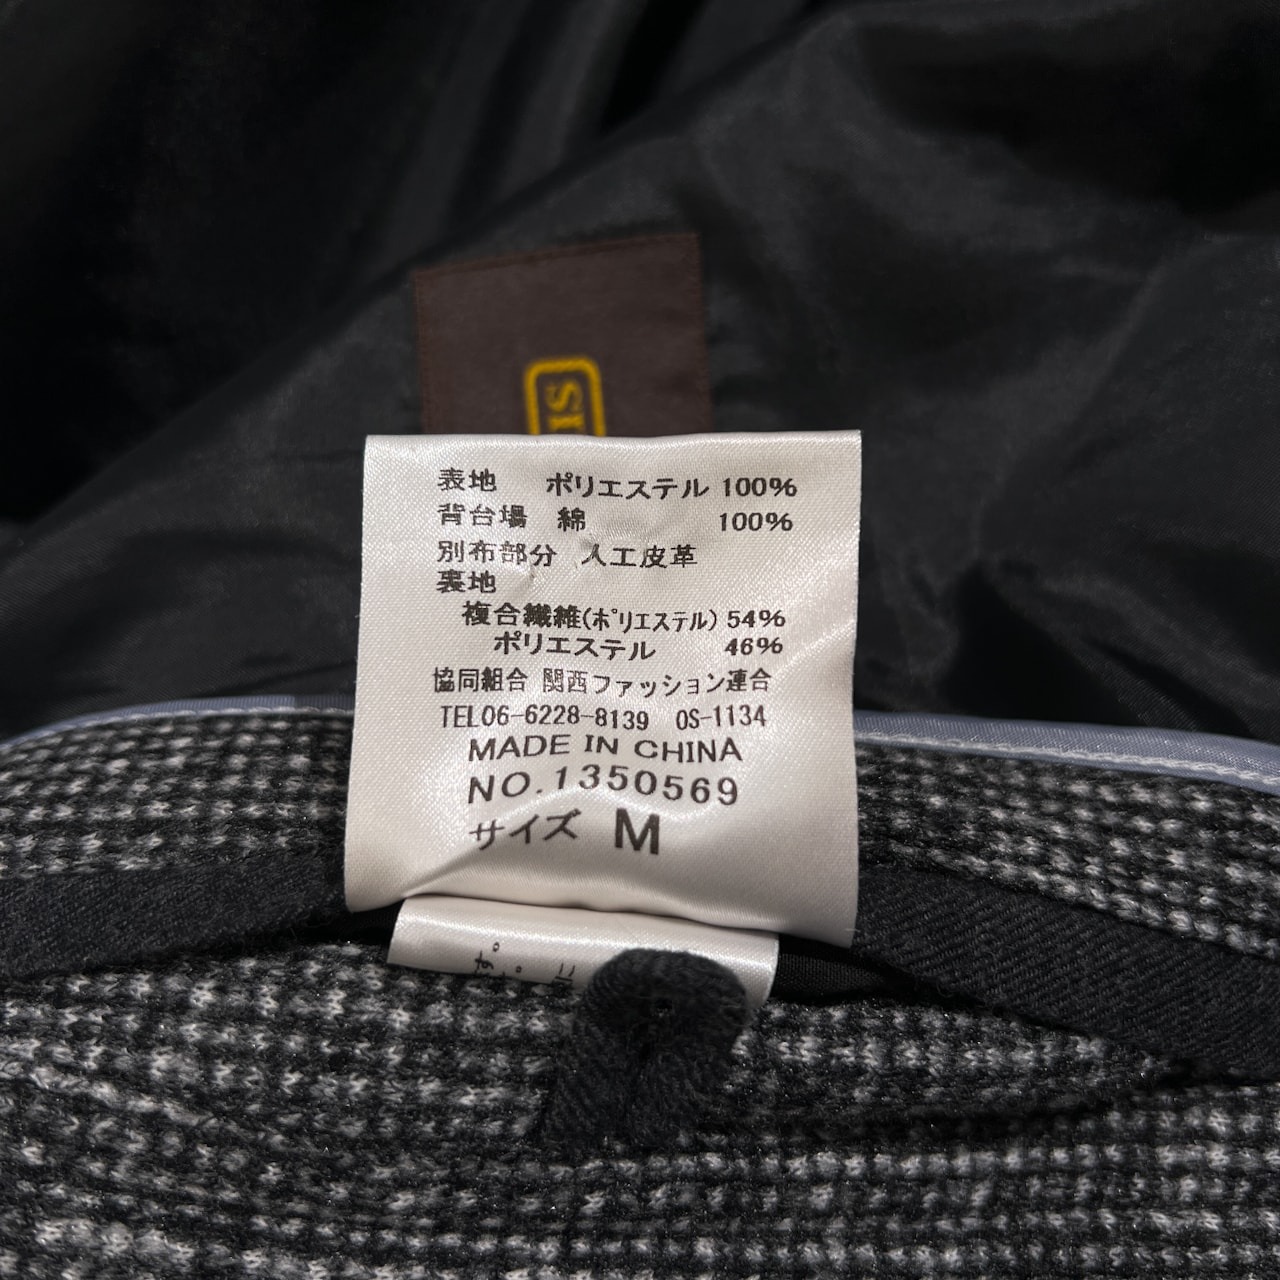 IS
表地 ポリエステル 100%
背台場 綿 100%
別布部分 人工皮革
裏地
複合繊維(ポリエステル) 54%
ポリエステル 46%
協同組合 関西ファッション連合
TEL06-6228-8139 OS-1134
MADE IN CHINA
NO.1350569
サイズ M
す。